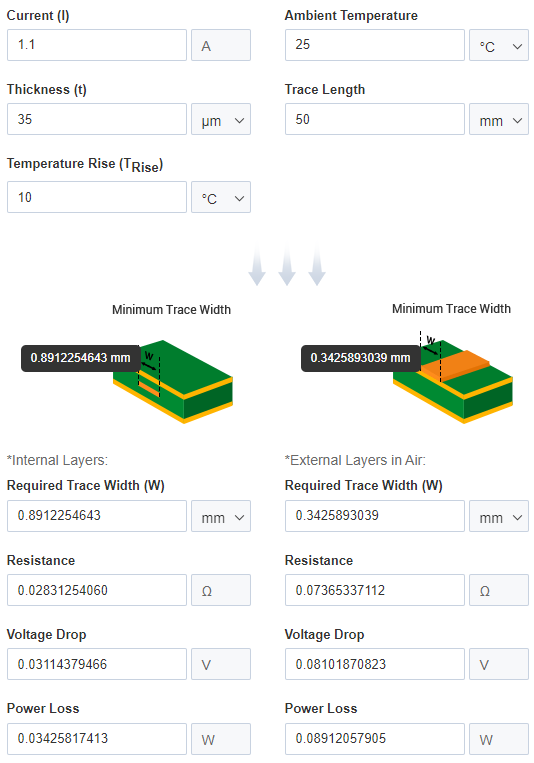 Current (I) Ambient Temperature
1.1 A 25 °C
Thickness (t) Trace Length
35 μm 50 mm
Temperature Rise (TRise)
10 °C
Minimum Trace Width Minimum Trace Width
W W
0.8912254643 mm 0.3425893039 mm
*Internal Layers: *External Layers in Air:
Required Trace Width (W) Required Trace Width (W)
0.8912254643 mm 0.3425893039 mm
Resistance Resistance
0.02831254060 Ω 0.07365337112 Ω
Voltage Drop Voltage Drop
0.03114379466 V 0.08101870823 V
Power Loss Power Loss
0.03425817413 W 0.08912057905 W